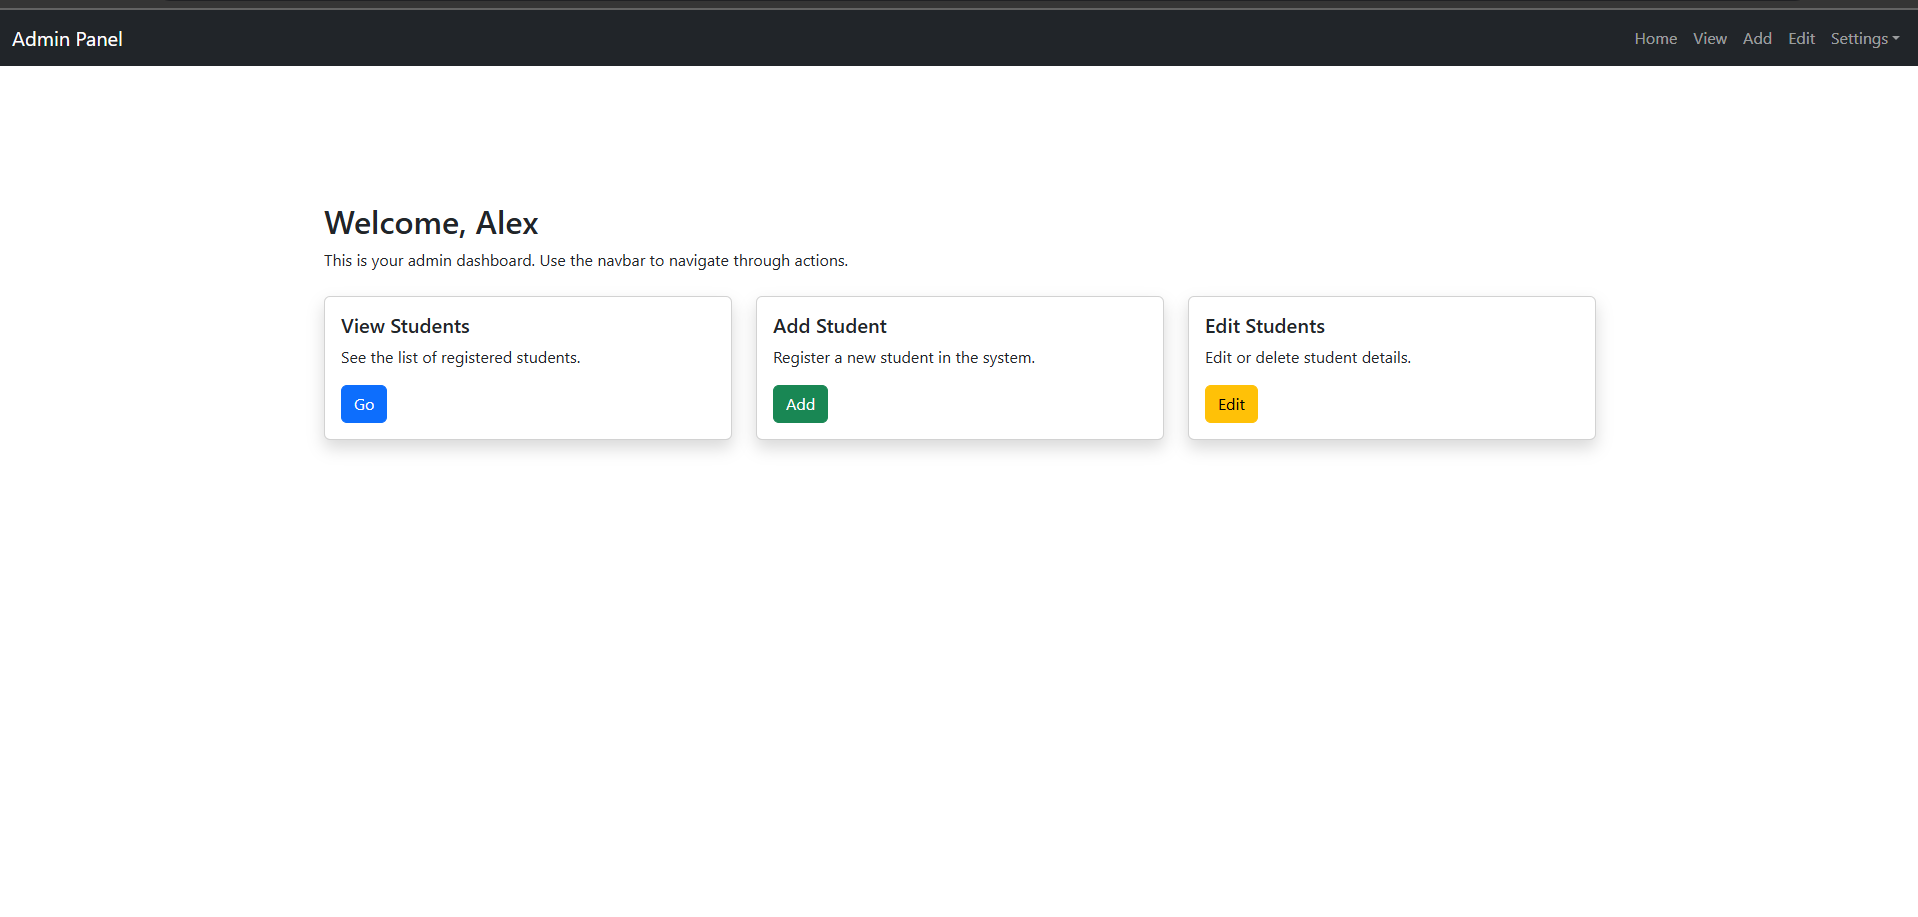 Admin Panel
Home View Add Edit Settings
Welcome, Alex
This is your admin dashboard. Use the navbar to navigate through actions.
View Students
See the list of registered students.
Go
Add Student
Register a new student in the system.
Add
Edit Students
Edit or delete student details.
Edit